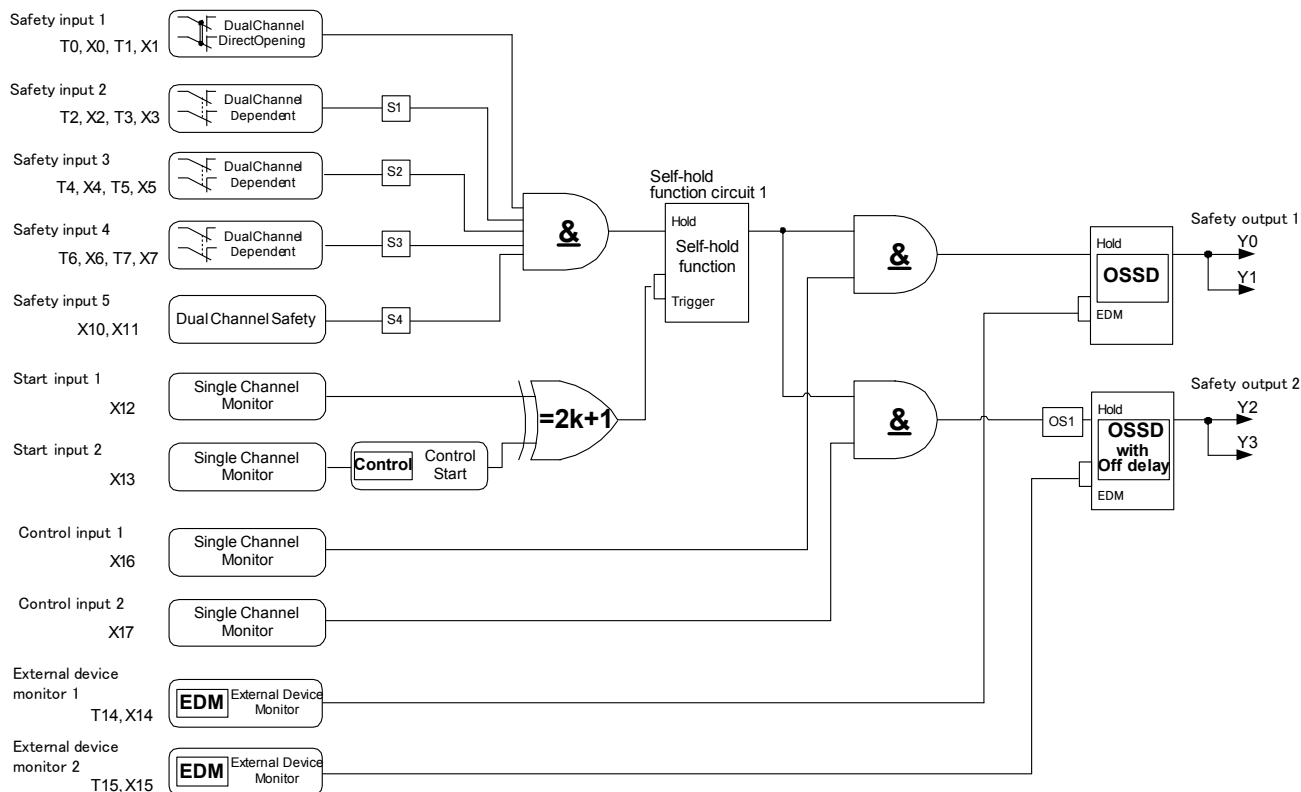 Safety input 1
T0, X0, T1, X1
DualChannel
DirectOpening
Safety input 2
T2, X2, T3, X3
DualChannel
Dependent
S1
Safety input 3
T4, X4, T5, X5
DualChannel
Dependent
S2
Safety input 4
T6, X6, T7, X7
DualChannel
Dependent
S3
Safety input 5
X10, X11
Dual Channel Safety
S4
&
Self-hold
function circuit 1
Hold
Self-hold
function
Trigger
Start input 1
X12
Single Channel
Monitor
Start input 2
X13
Single Channel
Monitor
Control
Control
Start
=2k+1
&
Hold
OSSD
EDM
Safety output 1
Y0
Y1
&
OS1
Hold
OSSD
with
Off delay
EDM
Safety output 2
Y2
Y3
Control input 1
X16
Single Channel
Monitor
Control input 2
X17
Single Channel
Monitor
External device
monitor 1
T14, X14
EDM
External Device
Monitor
External device
monitor 2
T15, X15
EDM
External Device
Monitor